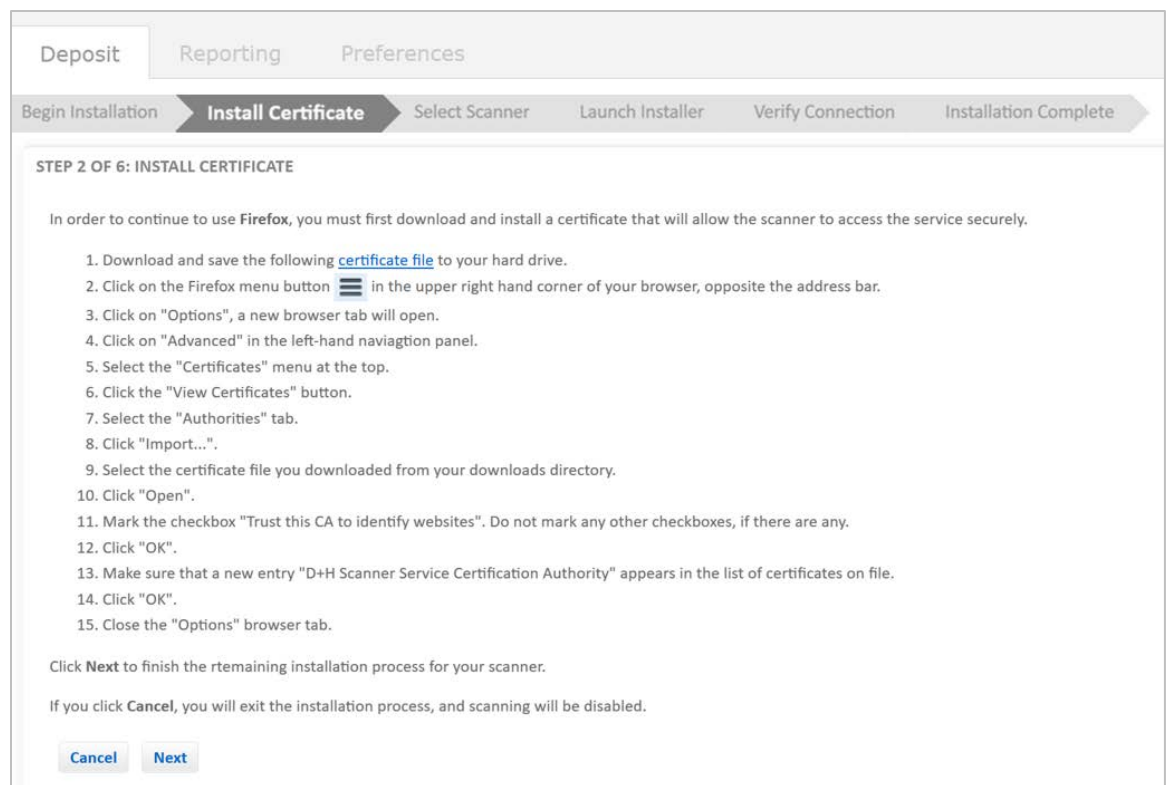 Deposit Reporting Preferences
Begin Installation Install Certificate Select Scanner Launch Installer Verify Connection Installation Complete
STEP 2 OF 6: INSTALL CERTIFICATE
In order to continue to use Firefox, you must first download and install a certificate that will allow the scanner to access the service securely.
1. Download and save the following certificate file to your hard drive.
2. Click on the Firefox menu button in the upper right hand corner of your browser, opposite the address bar.
3. Click on "Options", a new browser tab will open.
4. Click on "Advanced" in the left-hand naviagtion panel.
5. Select the "Certificates" menu at the top.
6. Click the "View Certificates" button.
7. Select the "Authorities" tab.
8. Click "Import...".
9. Select the certificate file you downloaded from your downloads directory.
10. Click "Open".
11. Mark the checkbox "Trust this CA to identify websites". Do not mark any other checkboxes, if there are any.
12. Click "OK".
13. Make sure that a new entry "D+H Scanner Service Certification Authority" appears in the list of certificates on file.
14. Click "OK".
15. Close the "Options" browser tab.
Click Next to finish the rtemaining installation process for your scanner.
If you click Cancel, you will exit the installation process, and scanning will be disabled.
Cancel Next